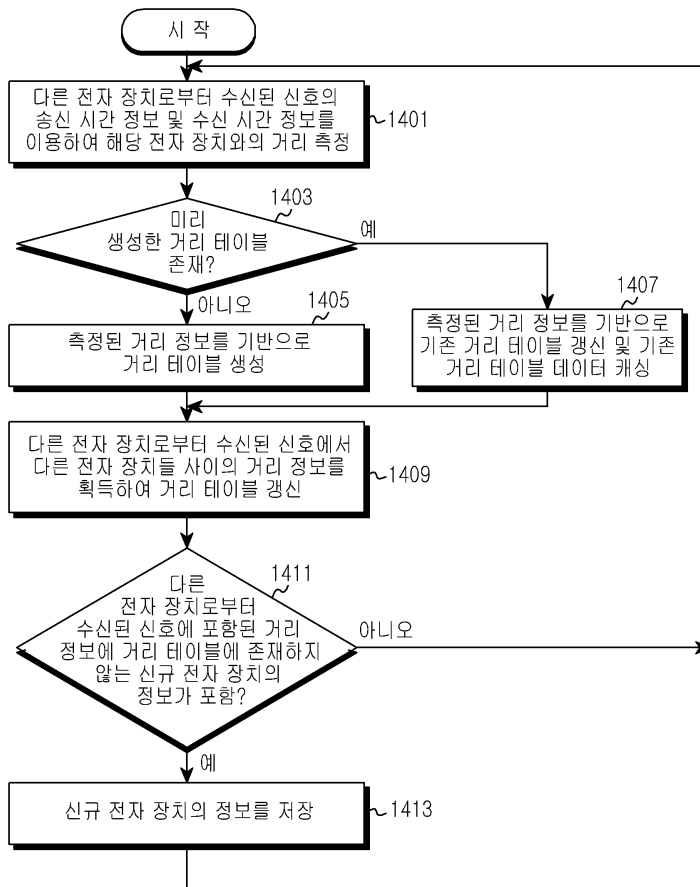 시 작
다른 전자 장치로부터 수신된 신호의
송신 시간 정보 및 수신 시간 정보를
이용하여 해당 전자 장치와의 거리 측정
1401
1403
미리
생성한 거리 테이블
존재?
예
아니오
1405
측정된 거리 정보를 기반으로
거리 테이블 생성
1407
측정된 거리 정보를 기반으로
기존 거리 테이블 갱신 및 기존
거리 테이블 데이터 캐싱
다른 전자 장치로부터 수신된 신호에서
다른 전자 장치들 사이의 거리 정보를
획득하여 거리 테이블 갱신
1409
1411
다른
전자 장치로부터
수신된 신호에 포함된 거리
정보에 거리 테이블에 존재하지
않는 신규 전자 장치의
정보가 포함?
아니오
예
신규 전자 장치의 정보를 저장
1413